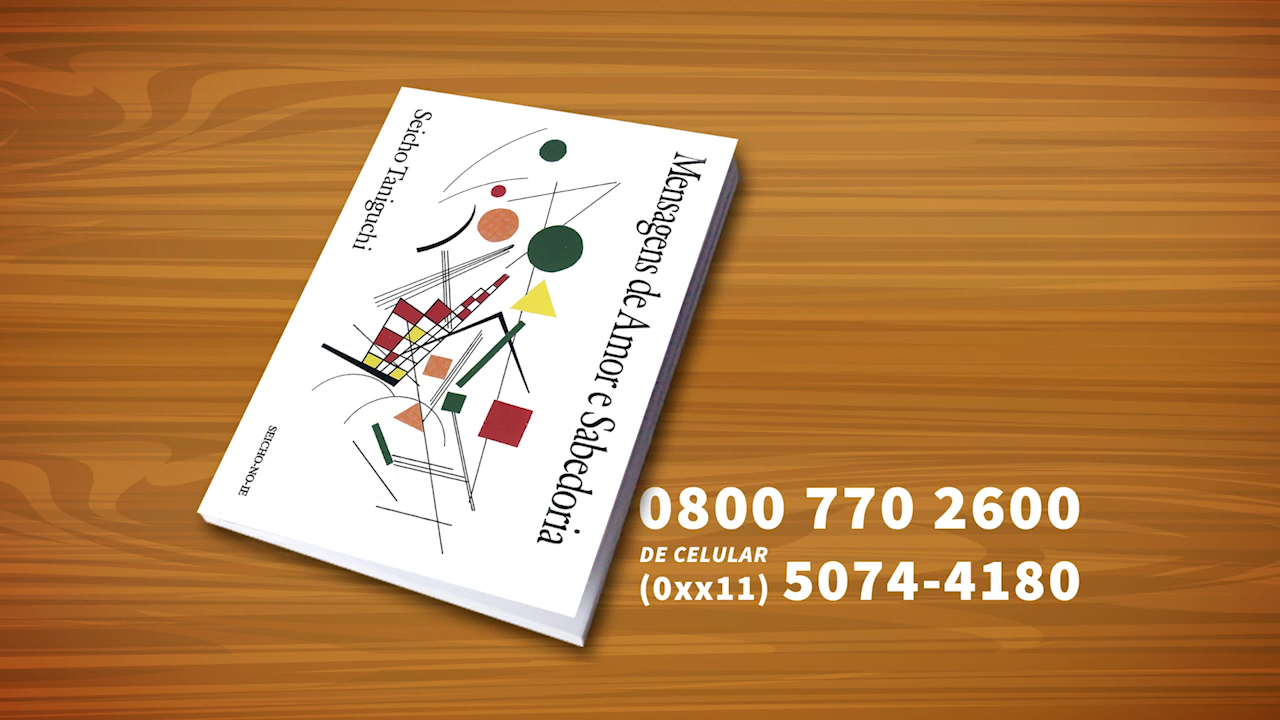 Mensagens de Amor e Sabedoria
Seicho Taniguchi
SEICHO-NO-IE
0800 770 2600
DE CELULAR
(0xx11) 5074-4180